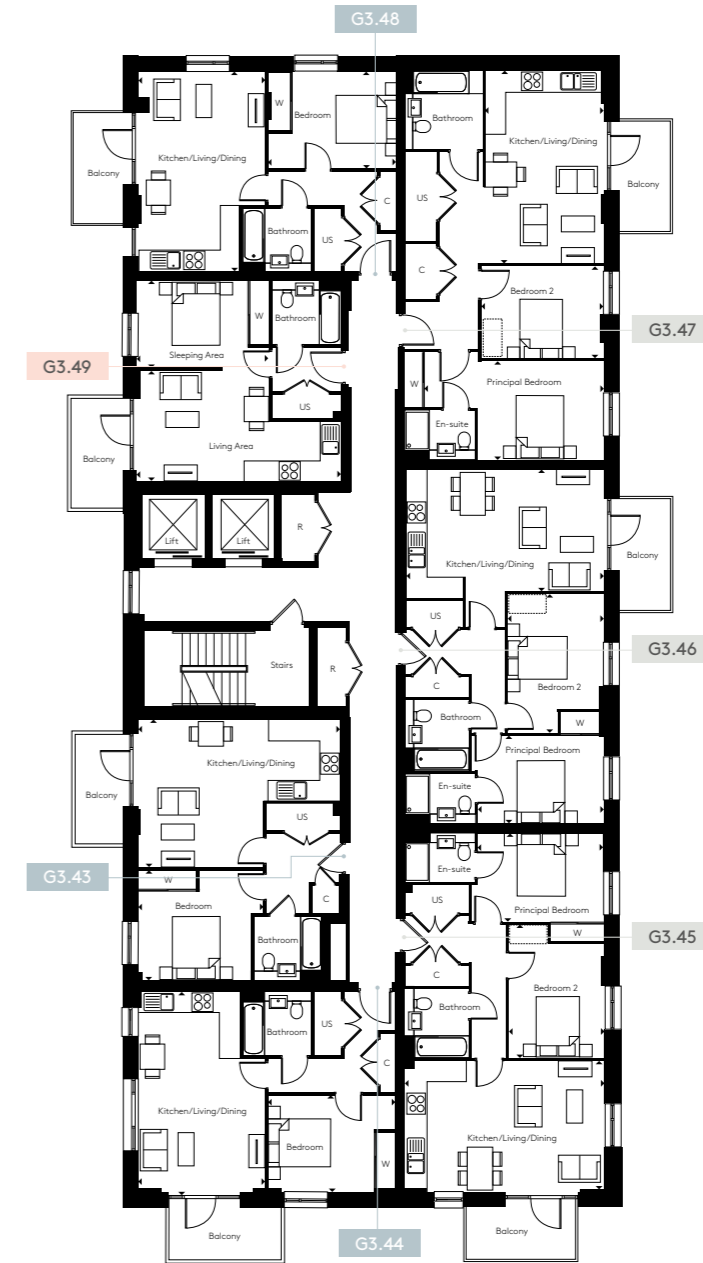 G3.48
W
Bedroom
Kitchen/Living/Dining
Balcony
C
Bathroom
US
Bathroom
Kitchen/Living/Dining
Balcony
US
C
Bedroom 2
G3.47
W
Principal Bedroom
En-suite
W
Bathroom
Sleeping Area
G3.49
US
Living Area
Balcony
Lift
Lift
R
Kitchen/Living/Dining
Balcony
US
G3.46
C
Bedroom 2
Bathroom
W
Principal Bedroom
En-suite
Stairs
R
Kitchen/Living/Dining
Balcony
US
G3.43
W
C
Bedroom
Bathroom
En-suite
Principal Bedroom
US
W
G3.45
C
Bedroom 2
Bathroom
Kitchen/Living/Dining
Balcony
US
Bathroom
C
Kitchen/Living/Dining
Bedroom
W
Balcony
G3.44